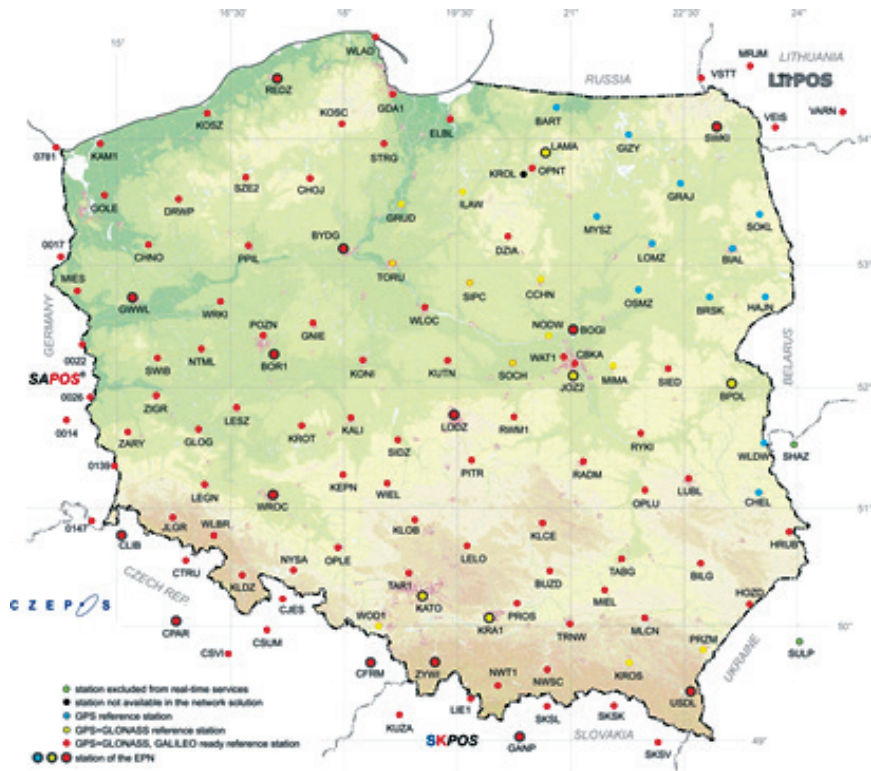 15°
16°30
18°
19°30
21°
22°30
24°
WLAD
MRJM
LITHUANIA
VSTT
LITPOS
RUSSIA
REDZ
GDA1
KOSZ
KOSC
ELBL
BART
VARN
VEIS
SWKI
GIZY
LAMA
54°
0781
KAM1
STRG
OPNT
KROL
SZE2
CHOJ
GRAJ
GOLE
DRWP
GRUD
ILAW
MYSZ
SOKL
BYDG
DZIA
0017
CHNO
PPIL
LOMZ
BIAL
53°
TORU
MIES
SIPC
CCHN
OSMZ
GWWL
WRKI
WLOC
BRSK
HAJN
GERMANY
POZN
GNIE
NODW
BOGI
0022
NTML
WAT1
CBKA
BELARUS
SWIB
BOR1
KONI
KUTN
SOCH
MIMA
SIED
SAPOS®
JOZ2
BPOL
52°
0026
ZIGR
LESZ
0014
ZARY
GLOG
KROT
KALI
LODZ
RWM1
SIDZ
RYKI
WLDW
SHAZ
0139
PITR
RADM
LEGN
KEPN
WIEL
OPLU
LUBL
WROC
CHEL
51°
0147
JLGR
WLBR
KLOB
KLCE
HRUB
CLIB
LELO
CTRU
NYSA
OPLE
TABG
BILG
CZECH REP.
KLDZ
TAR1
BUZD
MIEL
HOZD
CZEPOS
CJES
KATO
PROS
CPAR
WOD1
KRA1
TRNW
MLCN
50°
CSUM
PRZM
SULP
CSVI
UKRAINE
CFRM
ZYWI
NWT1
NWSC
KROS
USDL
station excluded from real-time services
station not available in the network solution
GPS reference station
GPS+GLONASS reference station
GPS+GLONASS, GALILEO ready reference station
station of the EPN
LIE1
SKSL
SKSK
KUZA
SKPOS
GANP
SLOVAKIA
SKSV
49°